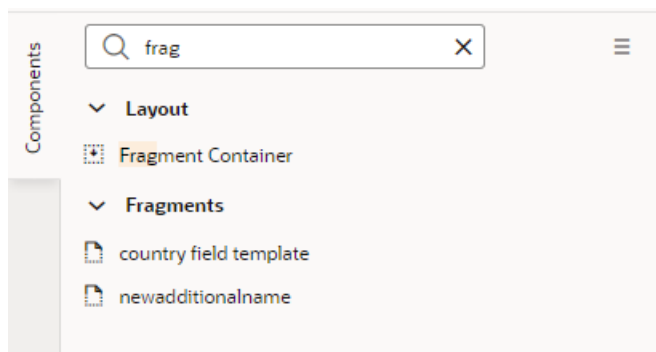 Components
frag
Layout
Fragment Container
Fragments
country field template
newadditionalname